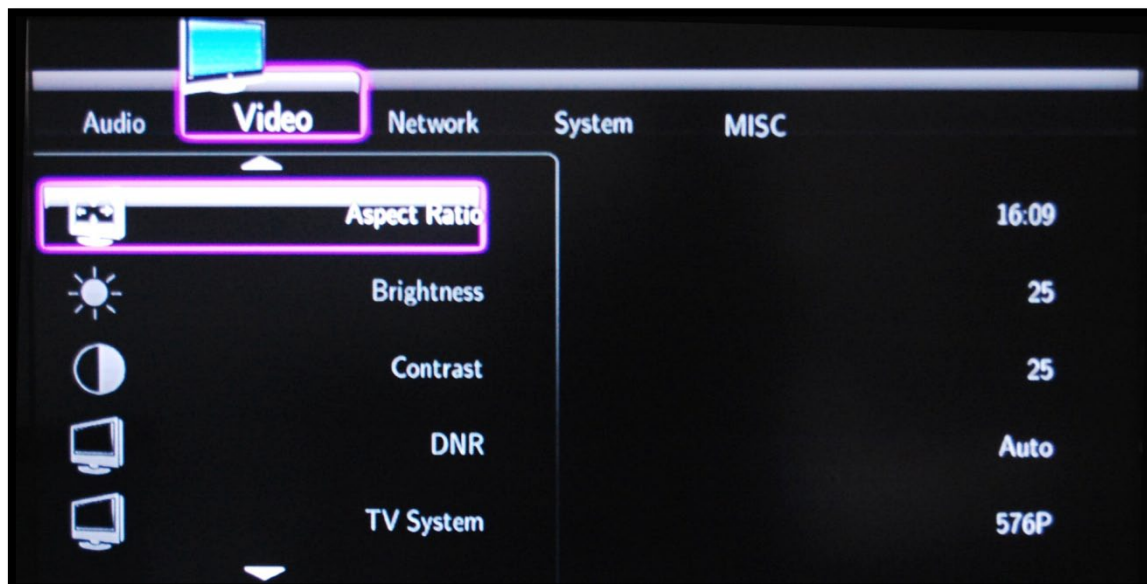 Audio Video Network System MISC
Aspect Ratio 16:09
Brightness 25
Contrast 25
DNR Auto
TV System 576P